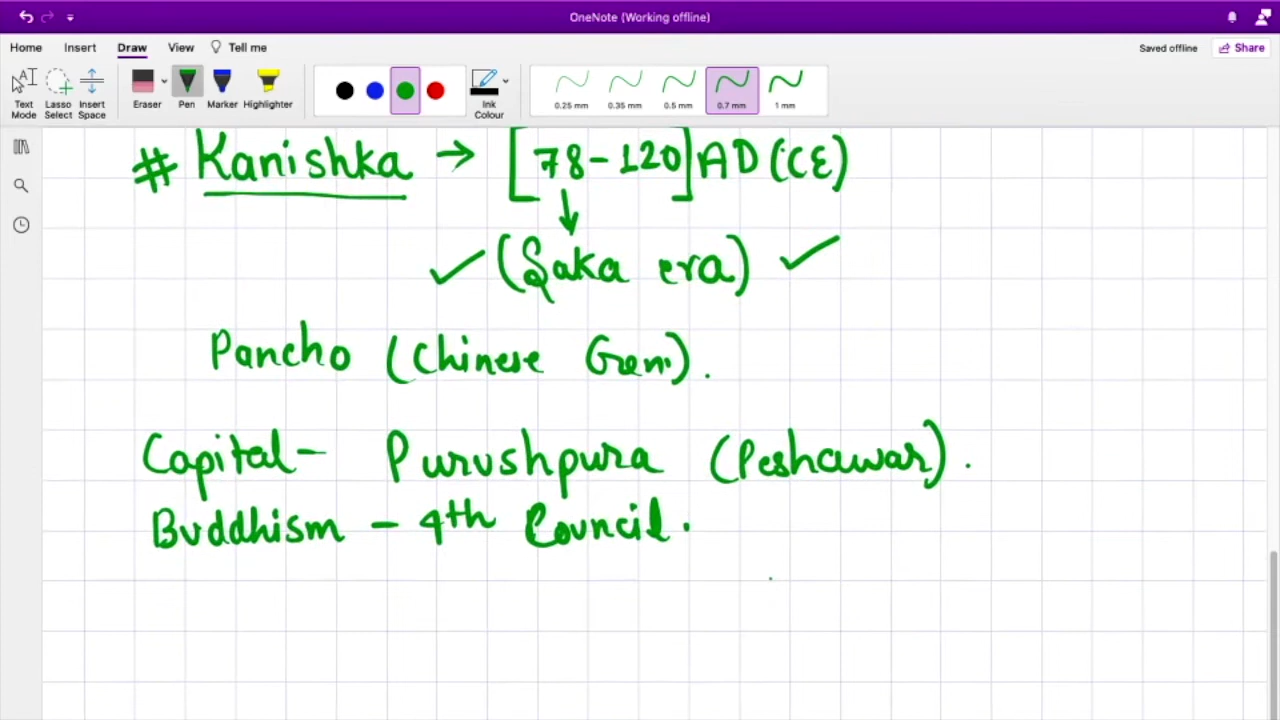 OneNote (Working offline)
Home Insert Draw View Tell me
Saved offline Share
Text Mode Lasso Select Insert Space Eraser Pen Marker Highlighter Ink Colour 0.25 mm 0.35 mm 0.5 mm 0.7 mm 1 mm
# Kanishka → [78-120] AD (CE)
(Saka era)
Pancho (Chinese Gen).
Capital- Purushpura (Peshawar).
Buddhism - 4th Council.